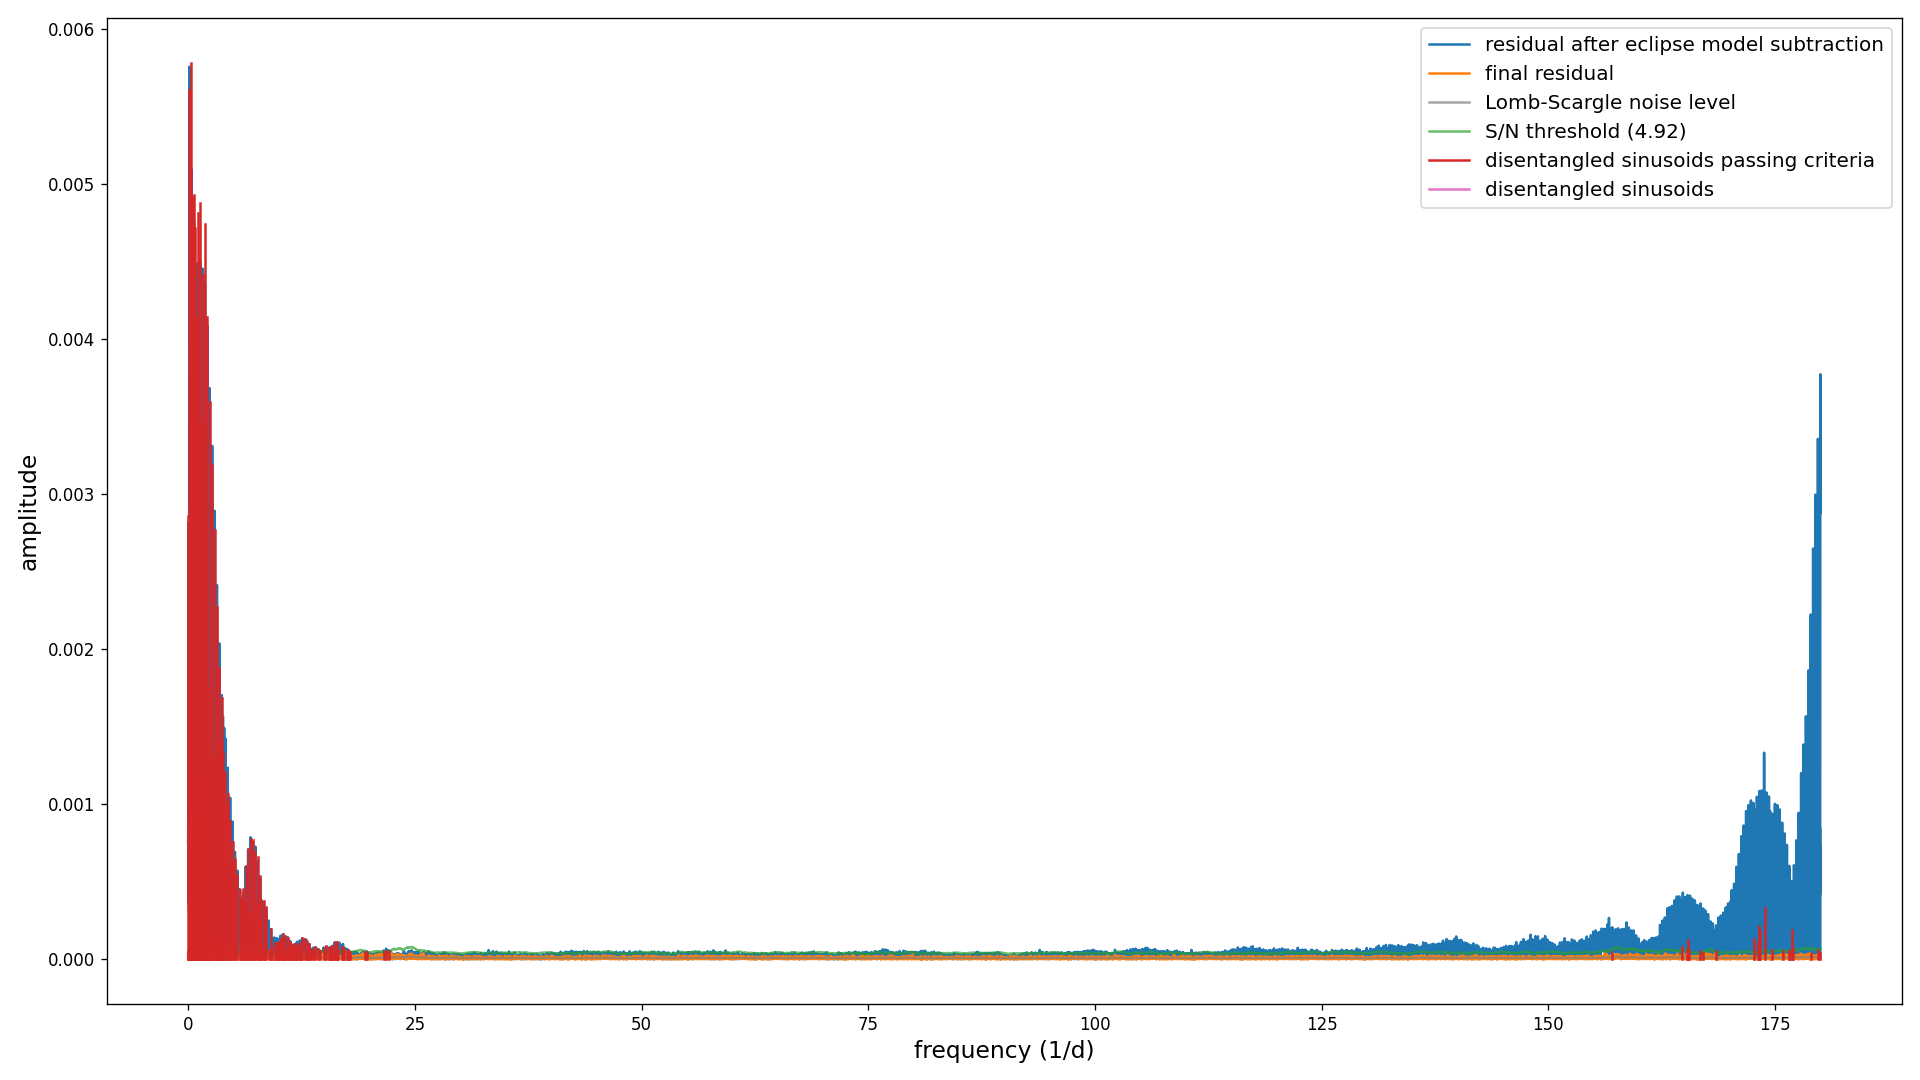 residual after eclipse model subtraction
final residual
Lomb-Scargle noise level
S/N threshold (4.92)
disentangled sinusoids passing criteria
disentangled sinusoids
amplitude
0.006
0.005
0.004
0.003
0.002
0.001
0.000
0 25 50 75 100 125 150 175
frequency (1/d)